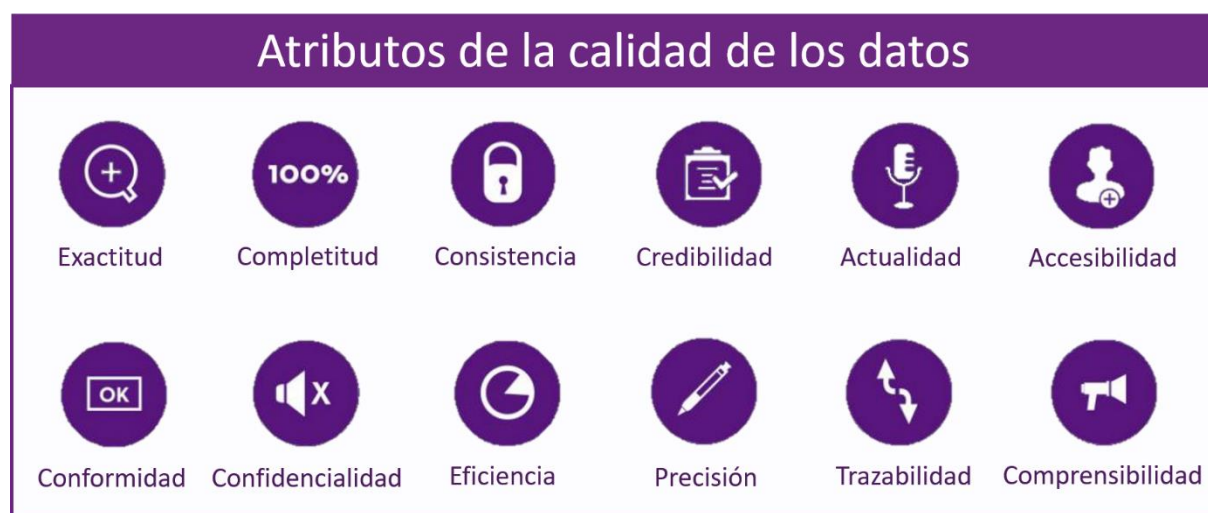 Atributos de la calidad de los datos
100%
Exactitud Completitud Consistencia Credibilidad Actualidad Accesibilidad
OK
Conformidad Confidencialidad Eficiencia Precisión Trazabilidad Comprensibilidad